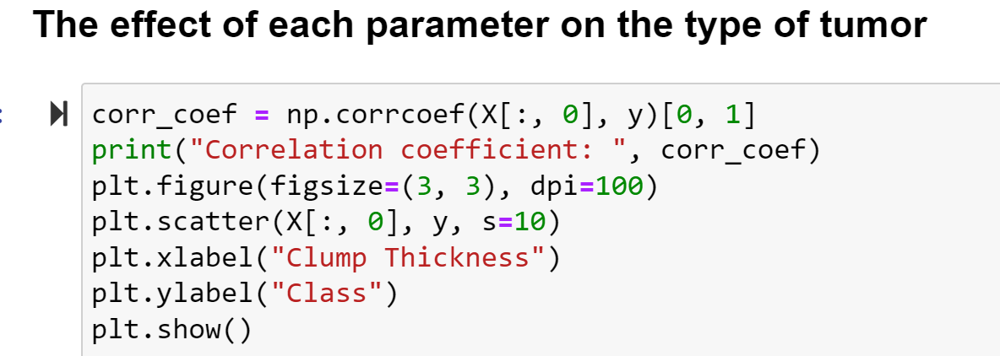 The effect of each parameter on the type of tumor
:
corr_coef = np.corrcoef(X[:, 0], y)[0, 1]
print("Correlation coefficient: ", corr_coef)
plt.figure(figsize=(3, 3), dpi=100)
plt.scatter(X[:, 0], y, s=10)
plt.xlabel("Clump Thickness")
plt.ylabel("Class")
plt.show()